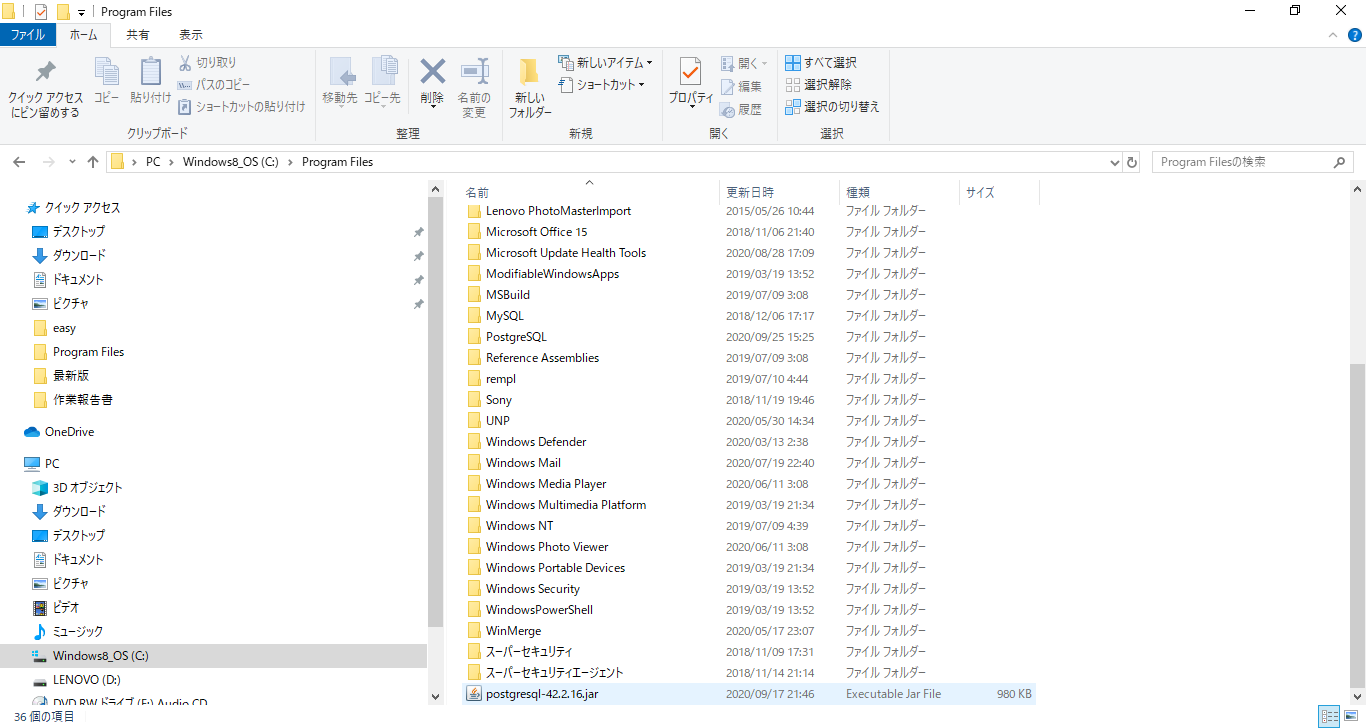 Program Files
ファイル ホーム 共有 表示
クイック アクセス
にピン留めする
コピー
貼り付け
切り取り
パスのコピー
ショートカットの貼り付け
クリップボード
移動先
コピー先
削除
名前の
変更
整理
新しい
フォルダー
新しいアイテム
ショートカット
新規
プロパティ
開く
編集
履歴
開く
すべて選択
選択解除
選択の切り替え
選択
PC Windows8_OS (C:) Program Files
Program Filesの検索
クイック アクセス
デスクトップ
ダウンロード
ドキュメント
ピクチャ
easy
Program Files
最新版
作業報告書
OneDrive
PC
3D オブジェクト
ダウンロード
デスクトップ
ドキュメント
ピクチャ
ビデオ
ミュージック
Windows8_OS (C:)
LENOVO (D:)
DVD RW ドライブ (E:) Audio CD
名前 更新日時 種類 サイズ
Lenovo PhotoMasterImport 2015/05/26 10:44 ファイル フォルダー
Microsoft Office 15 2018/11/06 21:40 ファイル フォルダー
Microsoft Update Health Tools 2020/08/28 17:09 ファイル フォルダー
ModifiableWindowsApps 2019/03/19 13:52 ファイル フォルダー
MSBuild 2019/07/09 3:08 ファイル フォルダー
MySQL 2018/12/06 17:17 ファイル フォルダー
PostgreSQL 2020/09/25 15:25 ファイル フォルダー
Reference Assemblies 2019/07/09 3:08 ファイル フォルダー
rempl 2019/07/10 4:44 ファイル フォルダー
Sony 2018/11/19 19:46 ファイル フォルダー
UNP 2020/05/30 14:34 ファイル フォルダー
Windows Defender 2020/03/13 2:38 ファイル フォルダー
Windows Mail 2020/07/19 22:40 ファイル フォルダー
Windows Media Player 2020/06/11 3:08 ファイル フォルダー
Windows Multimedia Platform 2019/03/19 21:34 ファイル フォルダー
Windows NT 2019/07/09 4:39 ファイル フォルダー
Windows Photo Viewer 2020/06/11 3:08 ファイル フォルダー
Windows Portable Devices 2019/03/19 21:34 ファイル フォルダー
Windows Security 2019/03/19 13:52 ファイル フォルダー
WindowsPowerShell 2019/03/19 13:52 ファイル フォルダー
WinMerge 2020/05/17 23:07 ファイル フォルダー
スーパーセキュリティ 2018/11/09 17:31 ファイル フォルダー
スーパーセキュリティエージェント 2018/11/14 21:14 ファイル フォルダー
postgresql-42.2.16.jar 2020/09/17 21:46 Executable Jar File 980 KB
36 個の項目